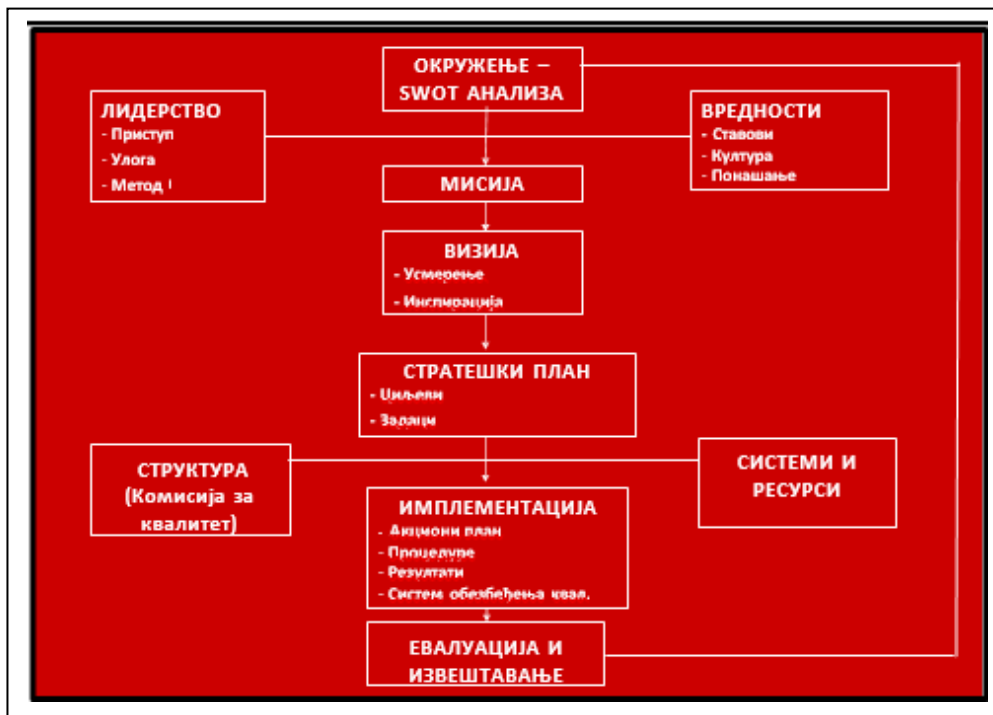 ОКРУЖЕЊЕ –
SWOT АНАЛИЗА
ЛИДЕРСТВО
- Приступ
- Улога
- Метод
ВРЕДНОСТИ
- Ставови
- Култура
- Понашање
МИСИЈА
ВИЗИЈА
- Усмерење
- Инспирација
СТРАТЕШКИ ПЛАН
- Циљеви
- Задаци
СТРУКТУРА
(Комисија за
квалитет)
СИСТЕМИ И
РЕСУРСИ
ИМПЛЕМЕНТАЦИЈА
- Акциони план
- Процедуре
- Резултати
- Систем обезбеђења квал.
ЕВАЛУАЦИЈА И
ИЗВЕШТАВАЊЕ